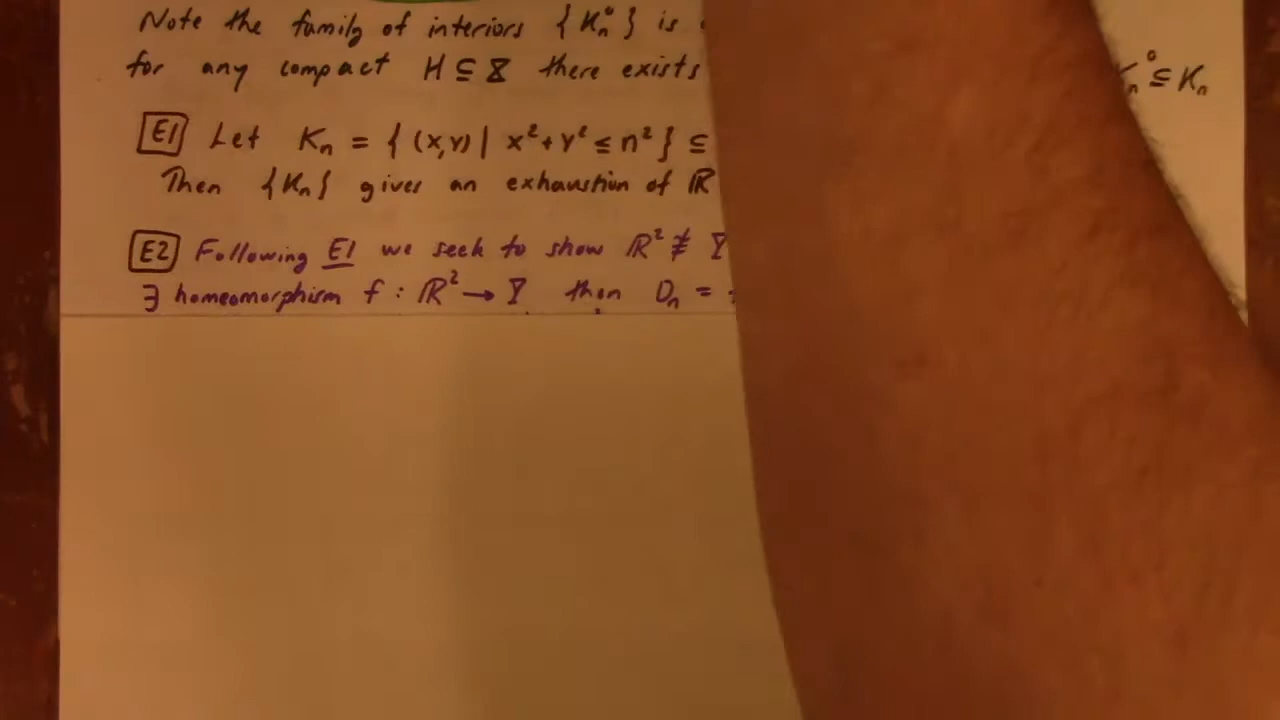 Note the family of interiors { Kₙ° } is
for any compact H ⊆ X there exists Kₙ° ⊆ Kₙ
E1 Let Kₙ = { (x,y) | x² + y² ≤ n² } ⊆
Then {Kₙ} gives an exhaustion of ℝ
E2 Following E1 we seek to show ℝ² ≇ Y
∃ homeomorphism f : ℝ² → Y then Dₙ =